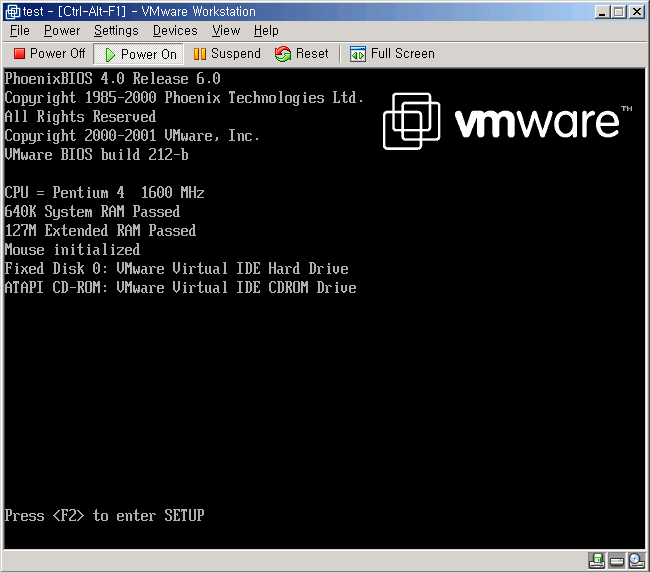 test - [Ctrl-Alt-F1] - VMware Workstation
File Power Settings Devices View Help
Power Off Power On Suspend Reset Full Screen
PhoenixBIOS 4.0 Release 6.0
Copyright 1985-2000 Phoenix Technologies Ltd.
All Rights Reserved
Copyright 2000-2001 VMware, Inc.
VMware BIOS build 212-b
vmware™
CPU = Pentium 4  1600 MHz
640K System RAM Passed
127M Extended RAM Passed
Mouse initialized
Fixed Disk 0: VMware Virtual IDE Hard Drive
ATAPI CD-ROM: VMware Virtual IDE CDROM Drive
Press <F2> to enter SETUP